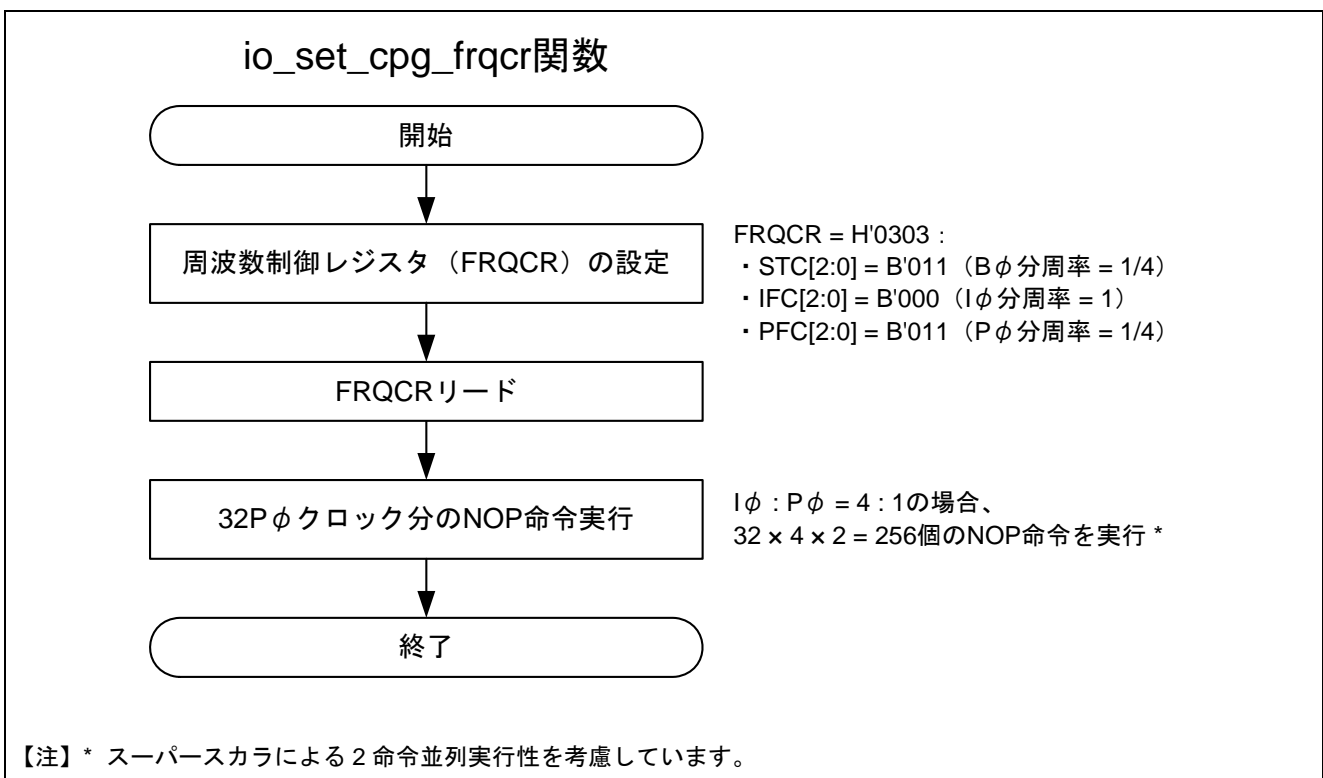 io_set_cpg_frqcr関数
開始
周波数制御レジスタ（FRQCR）の設定
FRQCR = H'0303：
・STC[2:0] = B'011（Bφ分周率 = 1/4）
・IFC[2:0] = B'000（Iφ分周率 = 1）
・PFC[2:0] = B'011（Pφ分周率 = 1/4）
FRQCRリード
32PφクロックのNOP命令実行
Iφ : Pφ = 4 : 1の場合、
32 × 4 × 2 = 256個のNOP命令を実行 *
終了
【注】* スーパースカラによる 2 命令並列実行性を考慮しています。